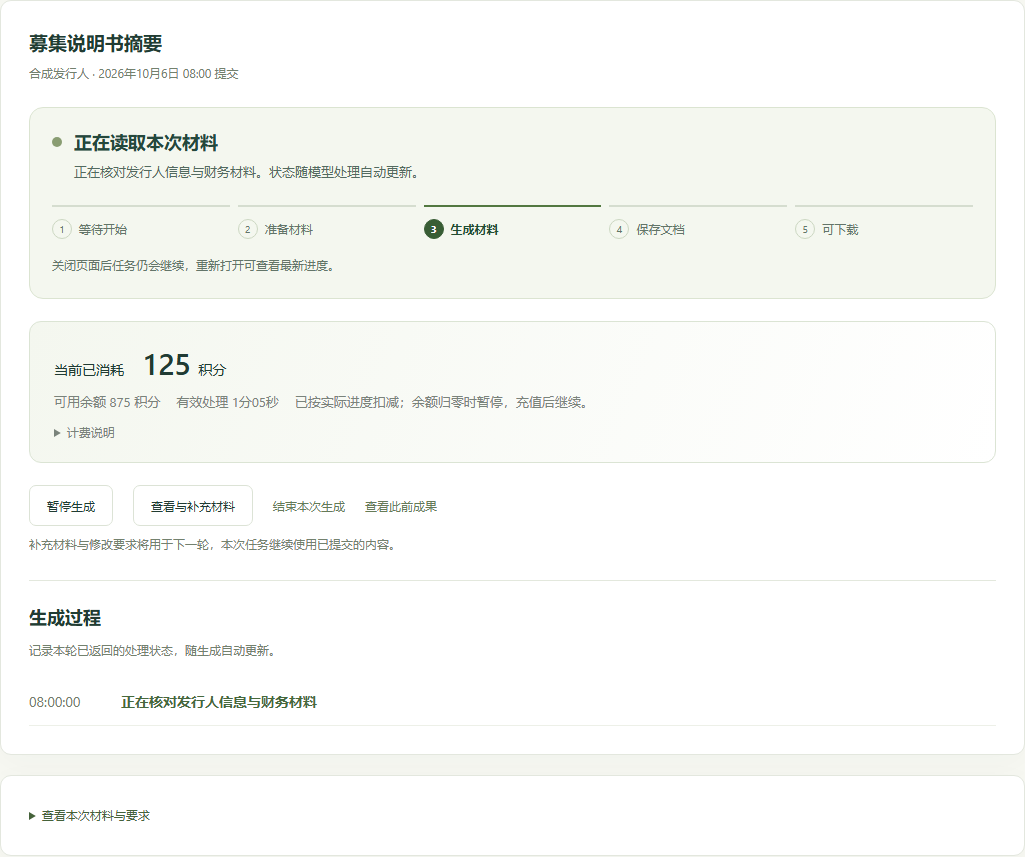 募集说明书摘要
合成发行人 · 2026年10月6日 08:00 提交
正在读取本次材料
正在核对发行人信息与财务材料。状态随模型处理自动更新。
1 等待开始 2 准备材料 3 生成材料 4 保存文档 5 可下载
关闭页面后任务仍会继续，重新打开可查看最新进度。
当前已消耗 125 积分
可用余额 875 积分 有效处理 1分05秒 已按实际进度扣减；余额归零时暂停，充值后继续。
▶ 计费说明
暂停生成 查看与补充材料 结束本次生成 查看此前成果
补充材料与修改要求将用于下一轮，本次任务继续使用已提交的内容。
生成过程
记录本轮已返回的处理状态，随生成自动更新。
08:00:00 正在核对发行人信息与财务材料
▶ 查看本次材料与要求